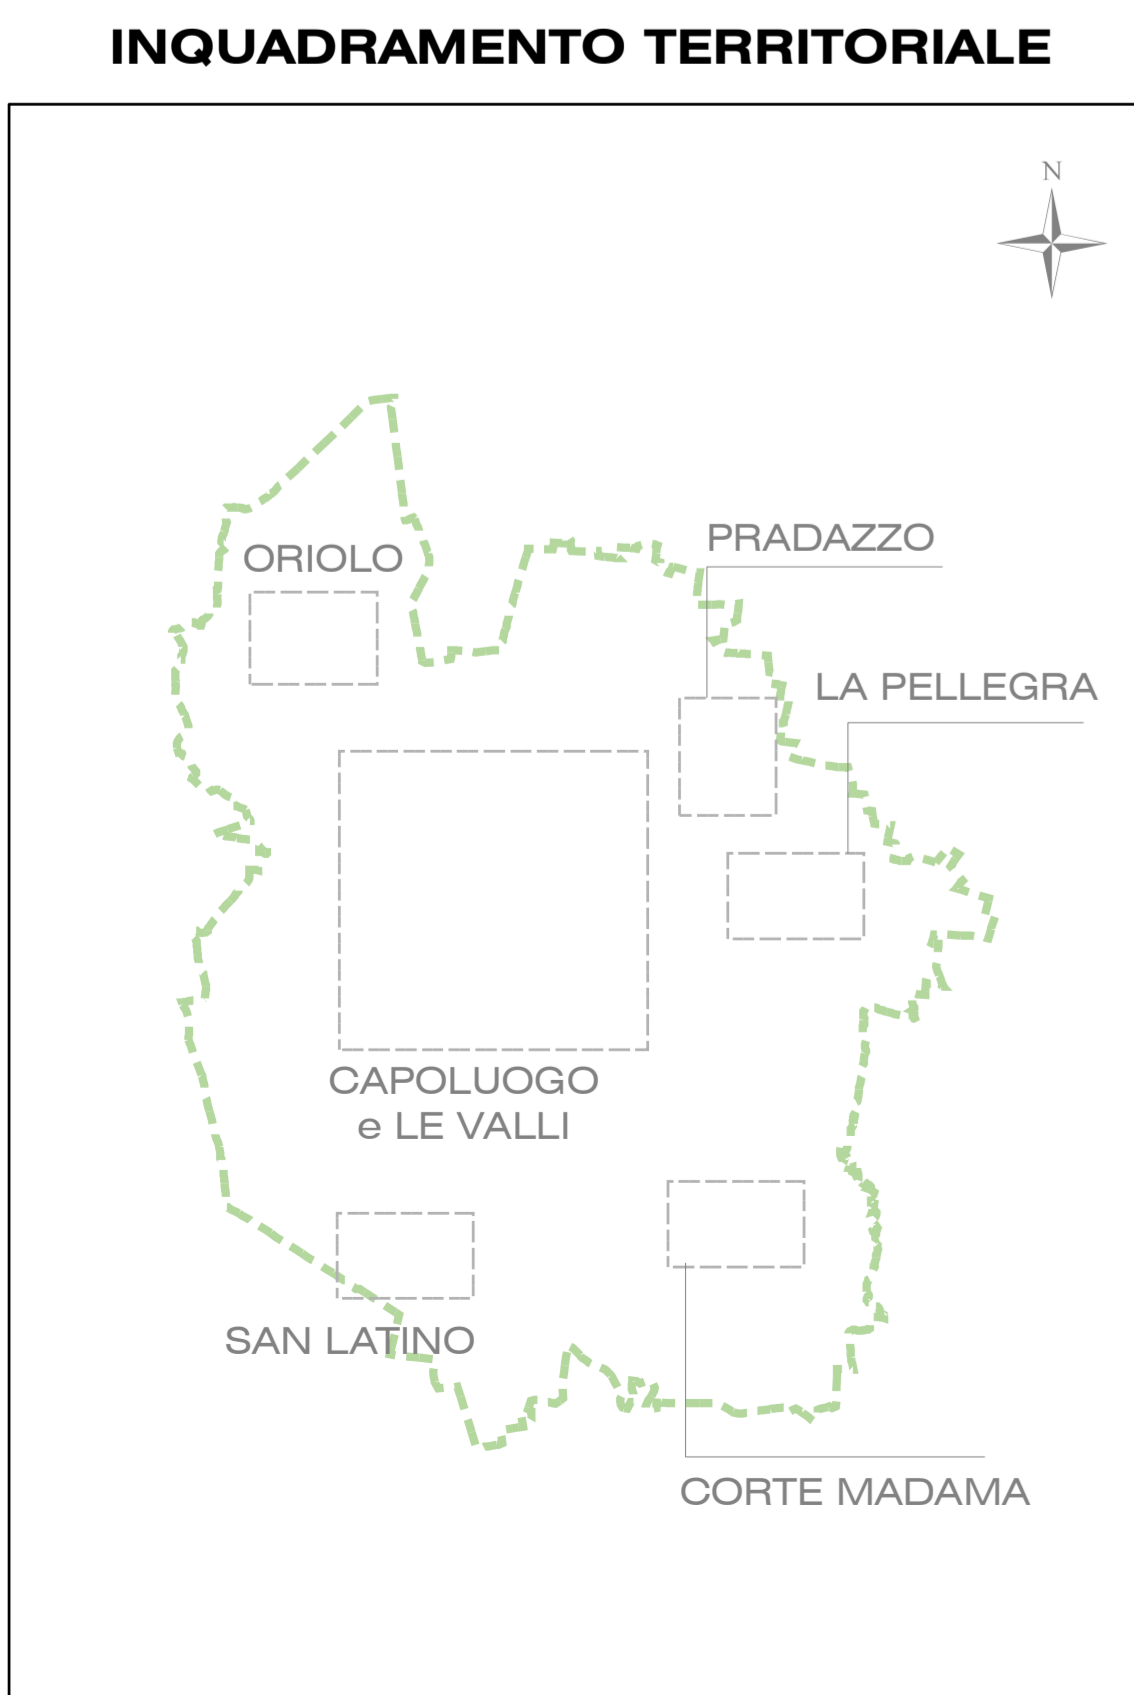 INQUADRAMENTO TERRITORIALE
N
PRADAZZO
ORIOLO
LA PELLEGRA
CAPOLUOGO
e LE VALLI
SAN LATINO
CORTE MADAMA